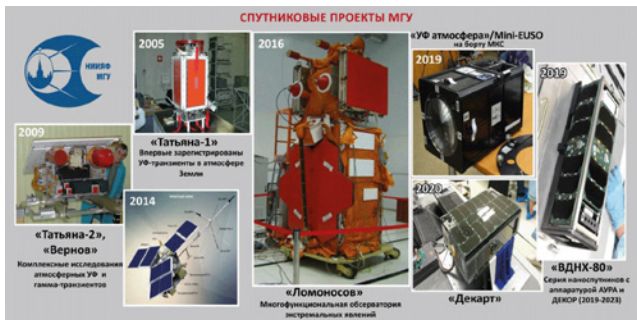 СПУТНИКОВЫЕ ПРОЕКТЫ МГУ
НИИЯФ
МГУ
2005
«Татьяна-1»
Впервые зарегистрированы
УФ-транзиенты в атмосфере
Земли
2009
«Татьяна-2»,
«Вернов»
Комплексные исследования
атмосферных УФ и
гамма-транзиентов
2014
2016
«Ломоносов»
Многофункциональная обсерватория
экстремальных явлений
«УФ атмосфера»/Mini-EUSO
на борту МКС
2019
2020
«Декарт»
2019
«ВДНХ-80»
Серия наноспутников с
аппаратурой АУРА и
ДЕКОР (2019-2023)